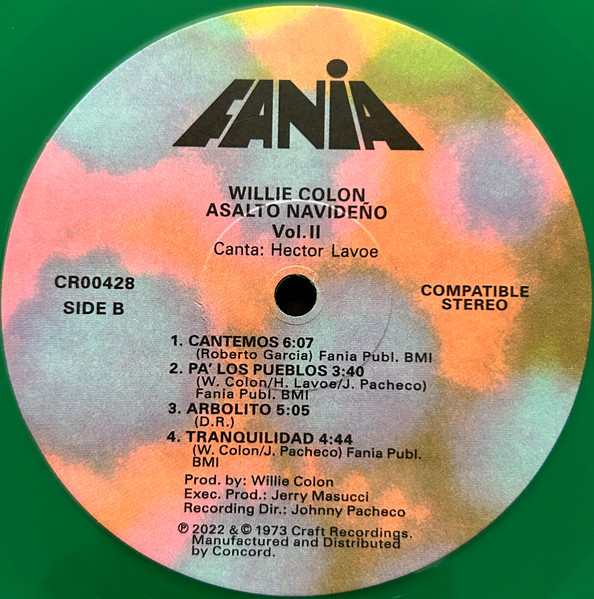 FANIA
WILLIE COLON
ASALTO NAVIDEÑO
Vol. II
Canta: Hector Lavoe
CR00428
SIDE B
COMPATIBLE
STEREO
1. CANTEMOS 6:07
(Roberto Garcia) Fania Publ. BMI
2. PA' LOS PUEBLOS 3:40
(W. Colon/H. Lavoe/J. Pacheco)
Fania Publ. BMI
3. ARBOLITO 5:05
(D.R.)
4. TRANQUILIDAD 4:44
(W. Colon/J. Pacheco) Fania Publ.
BMI
Prod. by: Willie Colon
Exec. Prod.: Jerry Masucci
Recording Dir.: Johnny Pacheco
℗ 2022 & © 1973 Craft Recordings.
Manufactured and Distributed
by Concord.